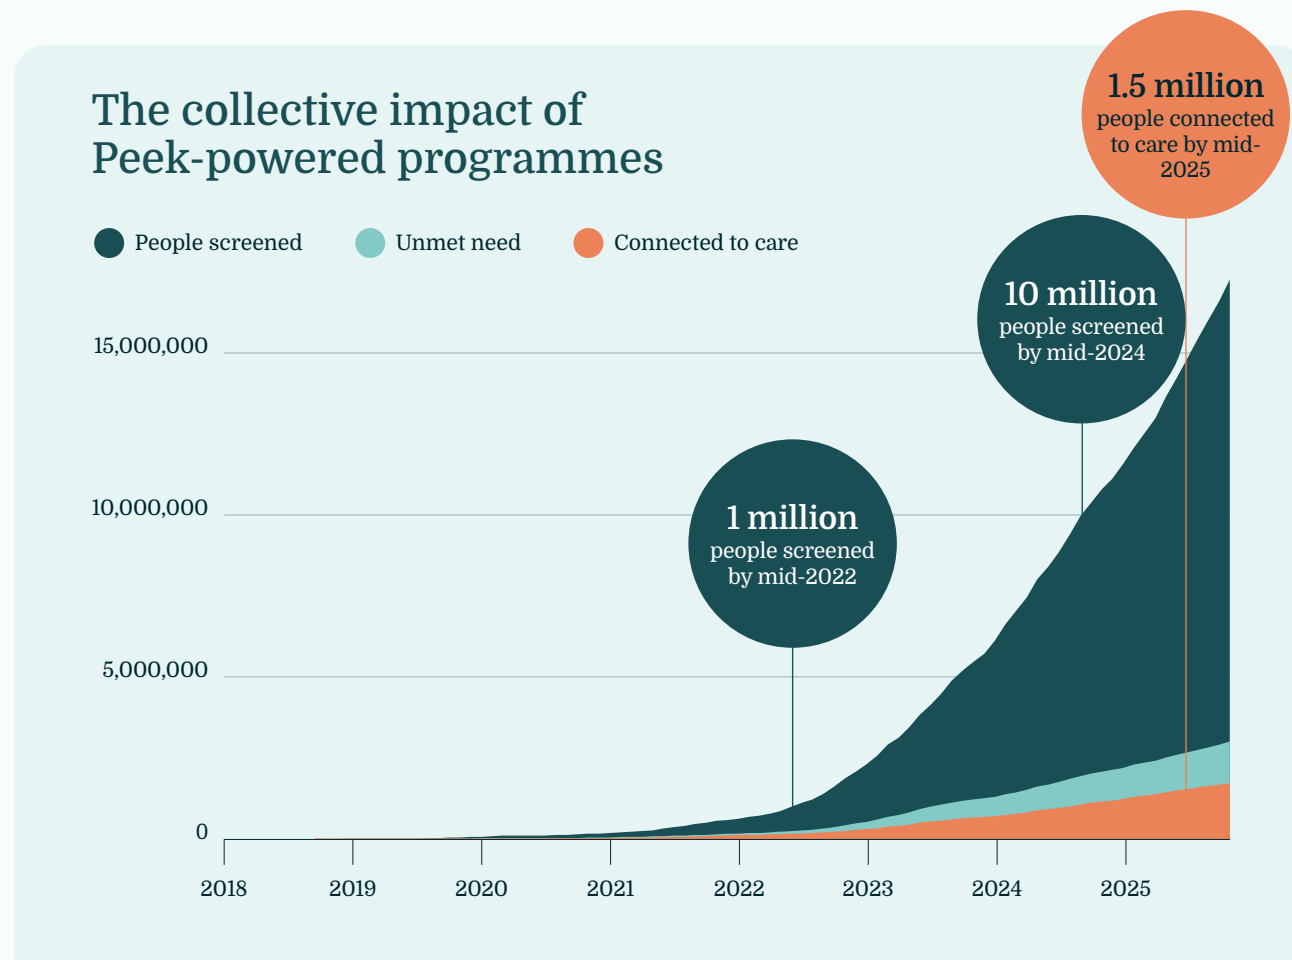 The collective impact of
Peek-powered programmes
People screened
Unmet need
Connected to care
1.5 million
people connected
to care by mid-
2025
10 million
people screened
by mid-2024
1 million
people screened
by mid-2022
15,000,000
10,000,000
5,000,000
0
2018
2019
2020
2021
2022
2023
2024
2025